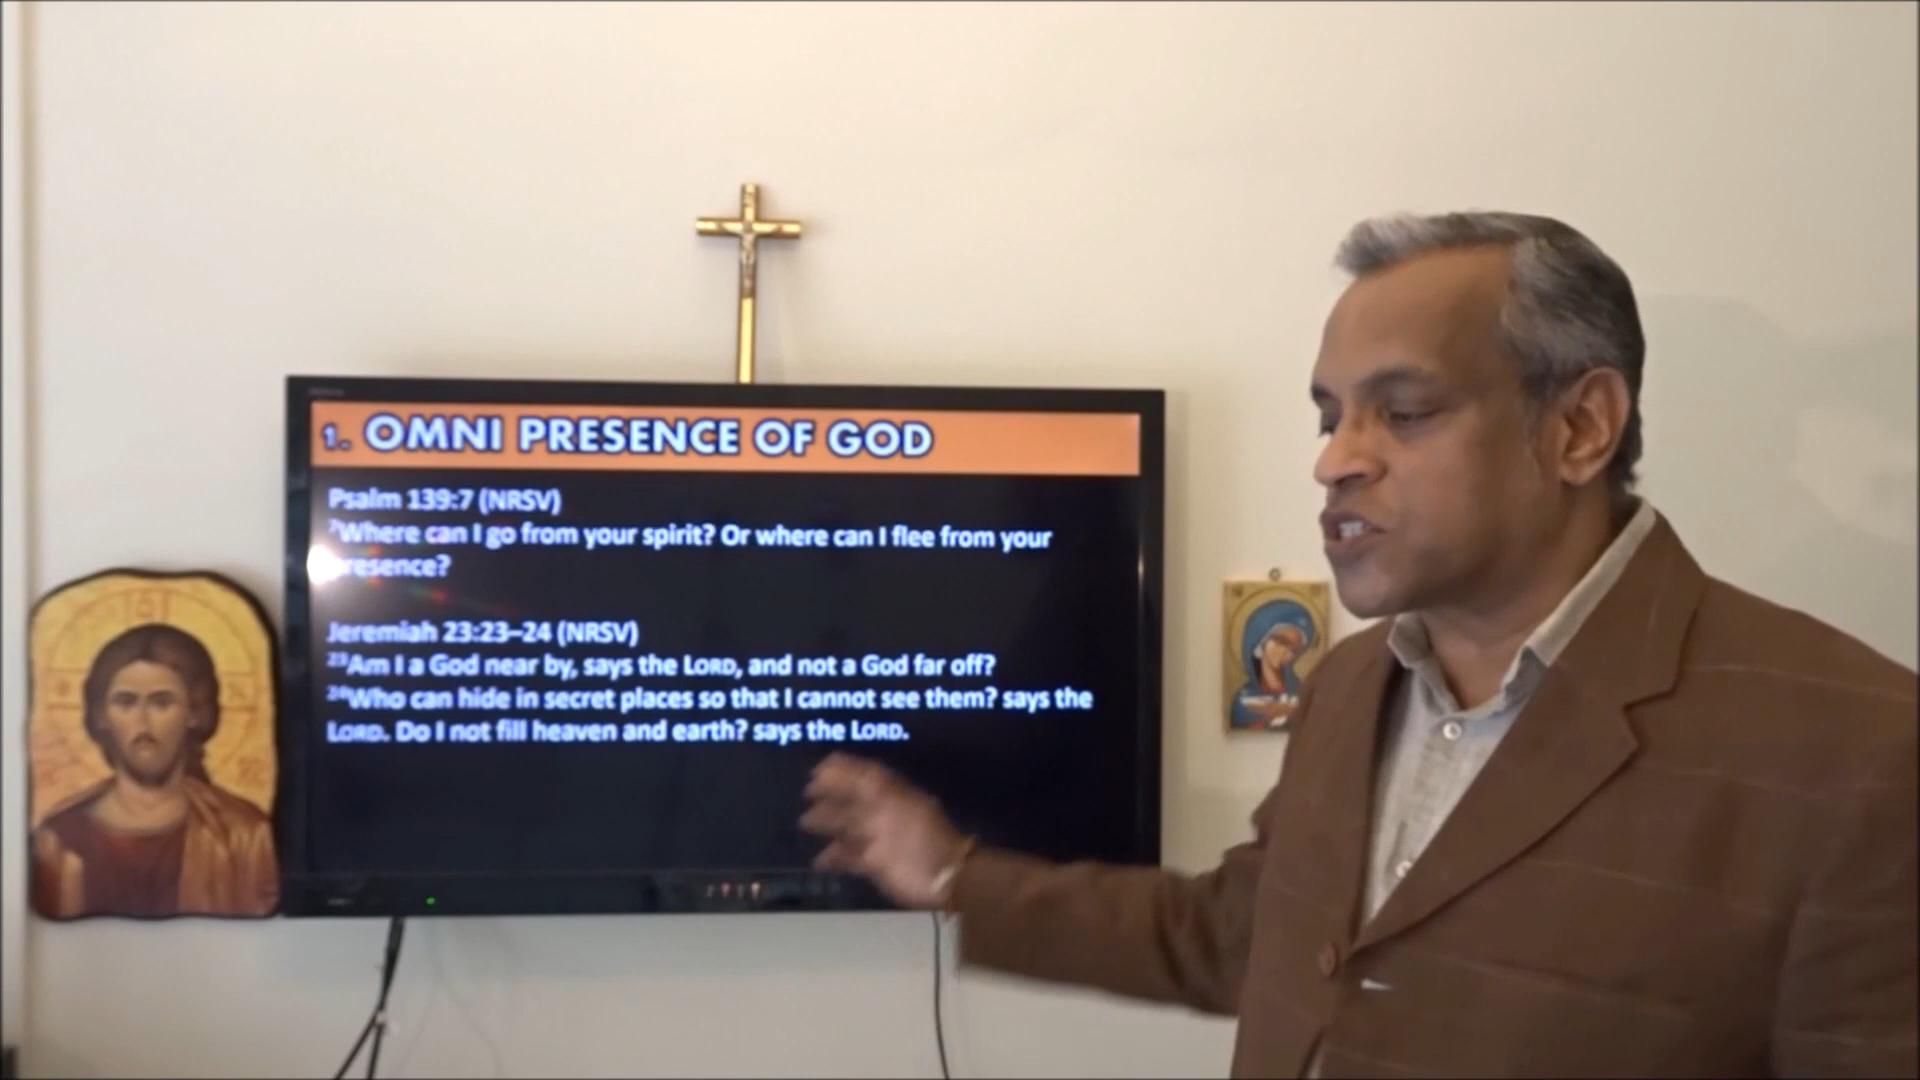 1. OMNI PRESENCE OF GOD
Psalm 139:7 (NRSV)
⁷Where can I go from your spirit? Or where can I flee from your
presence?
Jeremiah 23:23–24 (NRSV)
²³Am I a God near by, says the LORD, and not a God far off?
²⁴Who can hide in secret places so that I cannot see them? says the
LORD. Do I not fill heaven and earth? says the LORD.